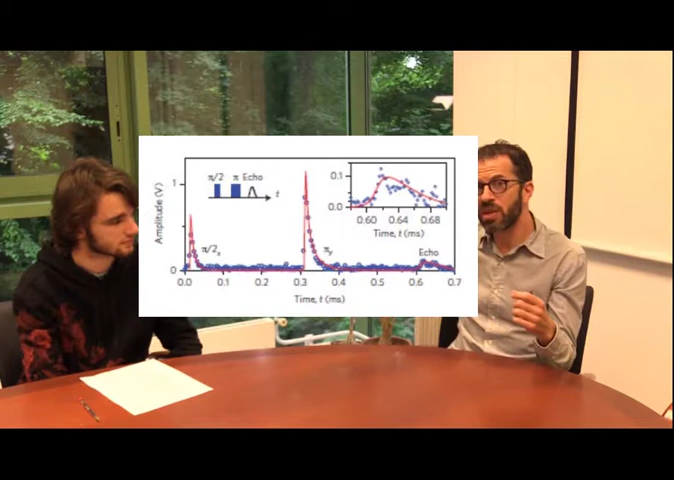 π/2 π Echo
t
Amplitude (V)
1
0
π/2ₓ
πᵧ
Echo
0.0 0.1 0.2 0.3 0.4 0.5 0.6 0.7
Time, t (ms)
0.1
0.0
0.60 0.64 0.68
Time, t (ms)